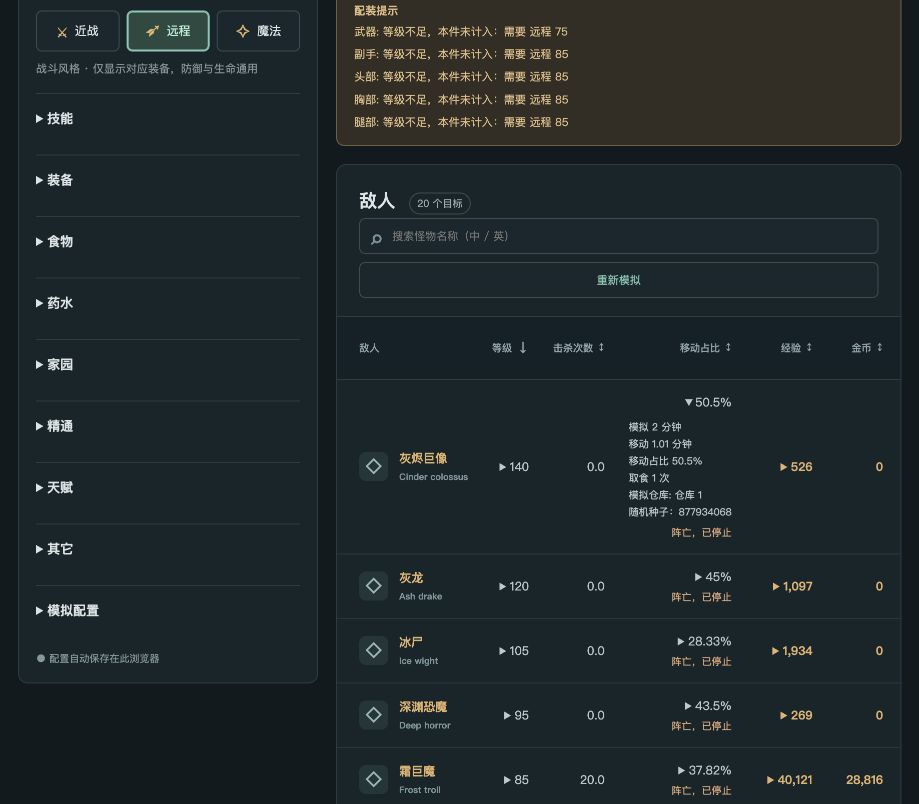 近战
远程
魔法
战斗风格 · 仅显示对应装备，防御与生命通用
技能
装备
食物
药水
家园
精通
天赋
其它
模拟配置
配置自动保存在此浏览器
配装提示
武器: 等级不足，本件未计入：需要 远程 75
副手: 等级不足，本件未计入：需要 远程 85
头部: 等级不足，本件未计入：需要 远程 85
胸部: 等级不足，本件未计入：需要 远程 85
腿部: 等级不足，本件未计入：需要 远程 85
敌人 20 个目标
搜索怪物名称（中 / 英）
重新模拟
敌人 等级 ↓ 击杀次数 ↕ 移动占比 ↕ 经验 ↕ 金币 ↕
▼50.5%
模拟 2 分钟
移动 1.01 分钟
移动占比 50.5%
取食 1 次
模拟仓库: 仓库 1
随机种子：877934068
阵亡，已停止
灰烬巨像
Cinder colossus
▶140 0.0 ▶526 0
灰龙
Ash drake
▶120 0.0 ▶45% ▶1,097 0
阵亡，已停止
冰尸
Ice wight
▶105 0.0 ▶28.33% ▶1,934 0
阵亡，已停止
深渊恐魔
Deep horror
▶95 0.0 ▶43.5% ▶269 0
阵亡，已停止
霜巨魔
Frost troll
▶85 20.0 ▶37.82% ▶40,121 28,816
阵亡，已停止